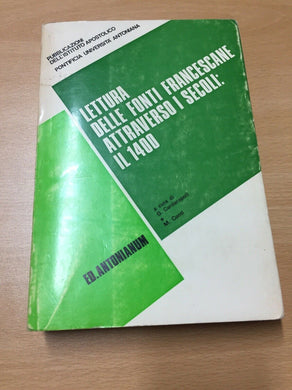 PUBBLICAZIONI
DELL'ISTITUTO APOSTOLICO
PONTIFICIA UNIVERSITÀ ANTONIANA
LETTURA
DELLE FONTI FRANCESCANE
ATTRAVERSO I SECOLI:
IL 1400
a cura di
G. Cardaropoli
e
M. Conti
ED. ANTONIANUM